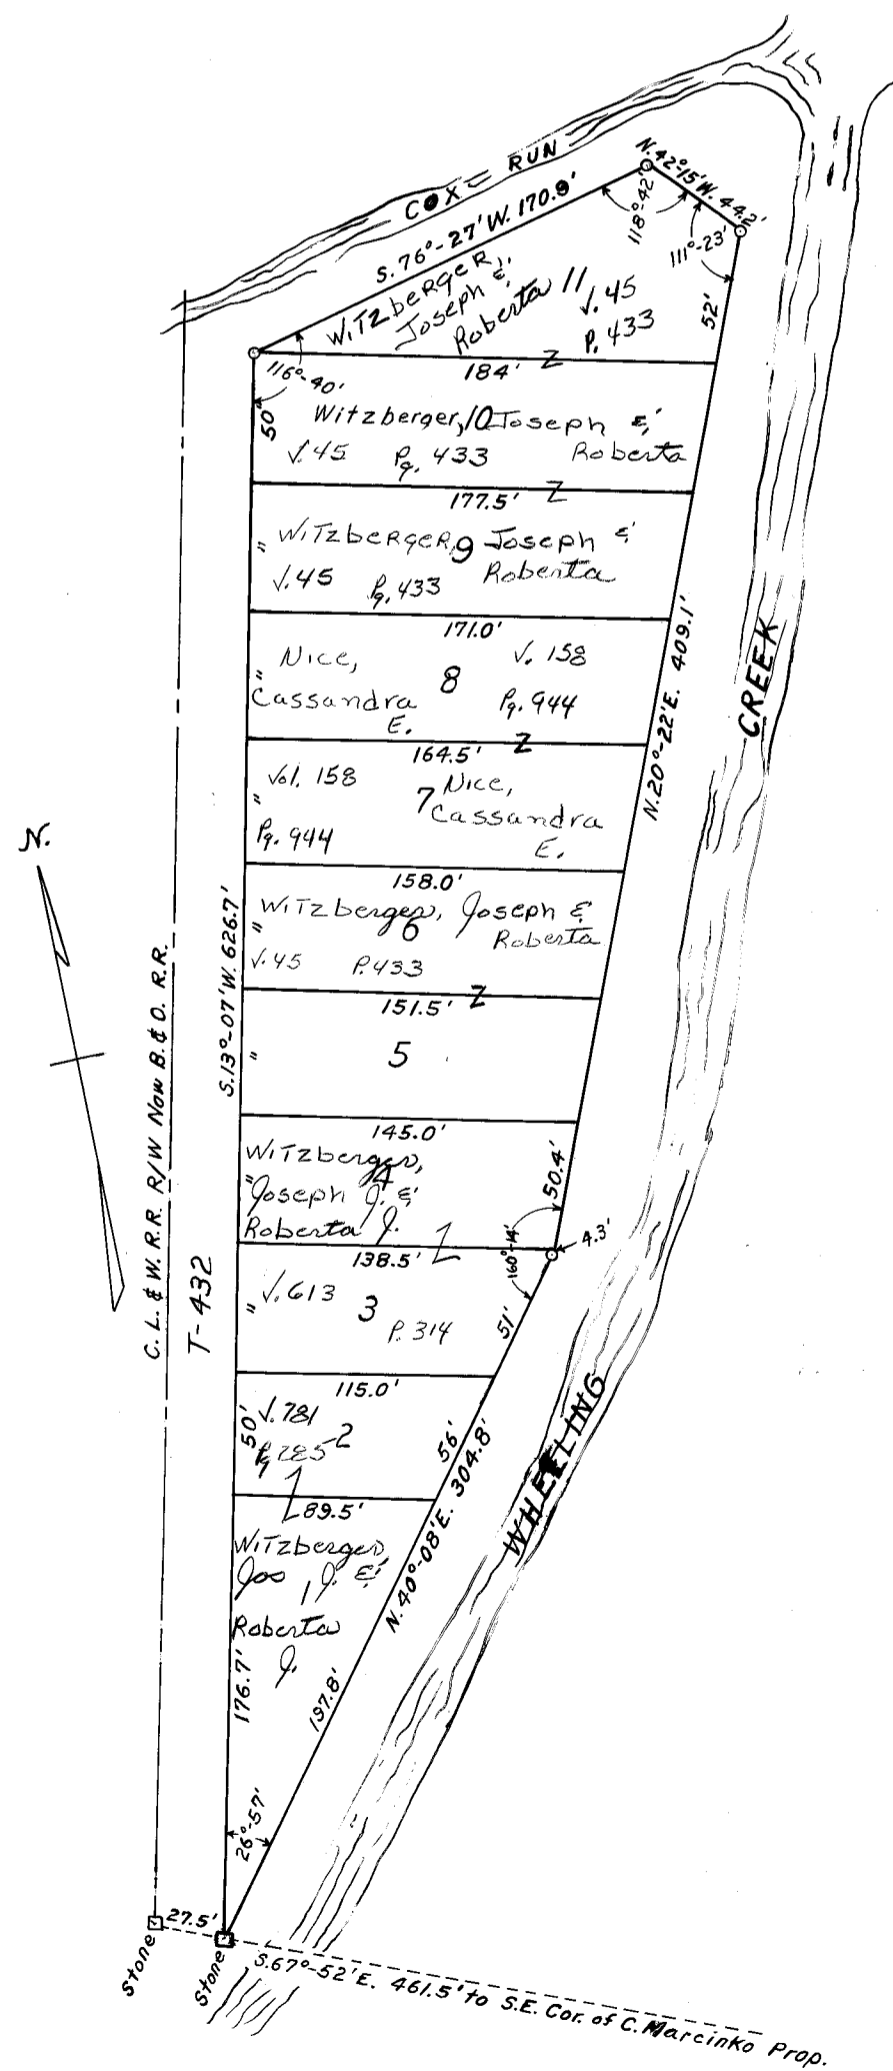 COX RUN
N.42°-15'W. 44.2'
S.76°-27'W. 170.9'
118°-42'
111°-23'
52'
WITzbERgER,
Joseph &
Roberta 11 V.45
P. 433
116°-40'
184'
50'
Witzberger, 10 Joseph &
V.45 Pg. 433 Roberta
177.5'
" WITzbeRgeR, 9 Joseph &
V.45 Pg. 433 Roberta
171.0'
" Nice, 8 V. 158
Cassandra Pg. 944
E.
164.5'
" Vol. 158 7 Nice,
Cassandra
Pg. 944 E.
158.0'
" WITzberger, Joseph &
6 Roberta
V.45 P.433
151.5'
" 5
145.0'
WITzberger,
4
" Joseph J. &
Roberta J.
50.4'
4.3'
160°-14'
138.5'
" V.613 3 P. 314
51'
115.0'
50' V.781 2
Pg 285
56'
89.5'
WITzberger,
Jos J. &
1
Roberta
J.
176.7'
197.8'
26°-57'
N.20°-22'E. 409.1'
N.40°-08'E. 304.8'
S.13°-07'W. 626.7'
WHEELING CREEK
N.
C. L. & W. R.R. R/W Now B. & O. R.R.
T-432
27.5'
Stone
Stone
S.67°-52'E. 461.5' to S.E. Cor. of C. Marcinko Prop.